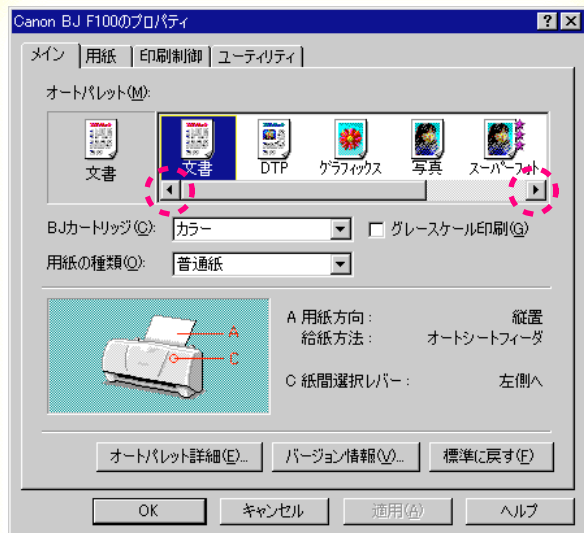 Canon BJ F100のプロパティ
メイン 用紙 印刷制御 ユーティリティ
オートパレット(M):
文書 文書 DTP グラフィックス 写真 スーパーフォト
BJカートリッジ(C): カラー グレースケール印刷(G)
用紙の種類(O): 普通紙
A 用紙方向： 縦置
給紙方法： オートシートフィーダ
A
C
C 紙間選択レバー： 左側へ
オートパレット詳細(E)... バージョン情報(V)... 標準に戻す(F)
OK キャンセル 適用(A) ヘルプ